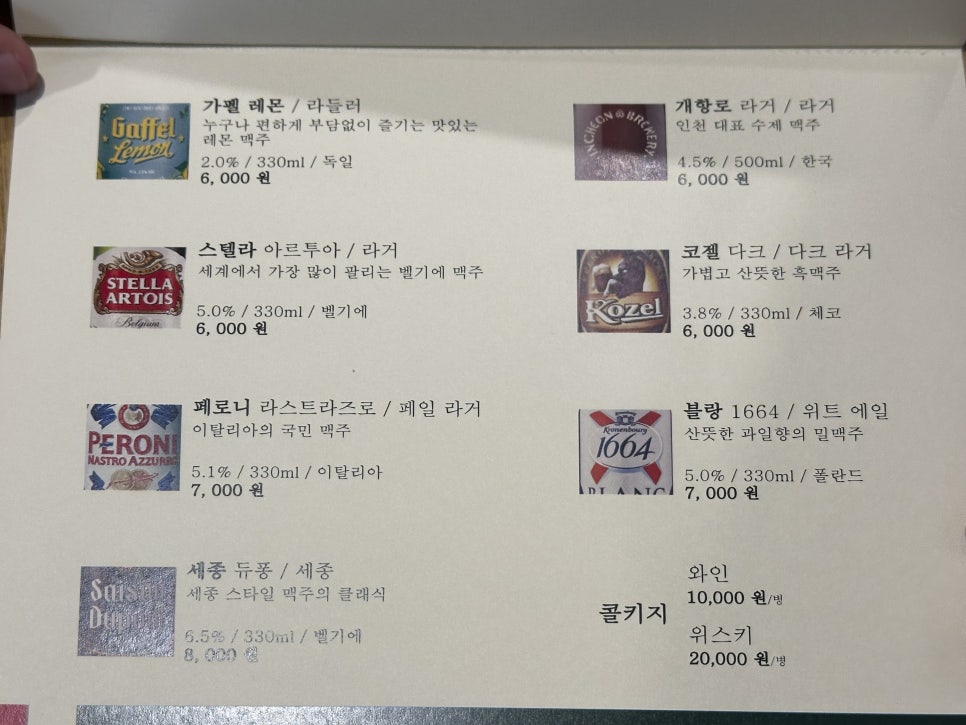 Gaffel
Lemon
가펠 레몬 / 라들러
누구나 편하게 부담없이 즐기는 맛있는
레몬 맥주
2.0% / 330ml / 독일
6, 000 원
STELLA
ARTOIS
Belgium
스텔라 아르투아 / 라거
세계에서 가장 많이 팔리는 벨기에 맥주
5.0% / 330ml / 벨기에
6, 000 원
PERONI
NASTRO AZZURRO
페로니 라스트라즈로 / 페일 라거
이탈리아의 국민 맥주
5.1% / 330ml / 이탈리아
7, 000 원
Saison
Dupont
세종 듀퐁 / 세종
세종 스타일 맥주의 클래식
6.5% / 330ml / 벨기에
8, 000 원
INCHEON BREWERY
개항로 라거 / 라거
인천 대표 수제 맥주
4.5% / 500ml / 한국
6, 000 원
Kozel
코젤 다크 / 다크 라거
가볍고 산뜻한 흑맥주
3.8% / 330ml / 체코
6, 000 원
Kronenbourg
1664
BLANC
블랑 1664 / 위트 에일
산뜻한 과일향의 밀맥주
5.0% / 330ml / 폴란드
7, 000 원
콜키지
와인
10,000 원/병
위스키
20,000 원/병